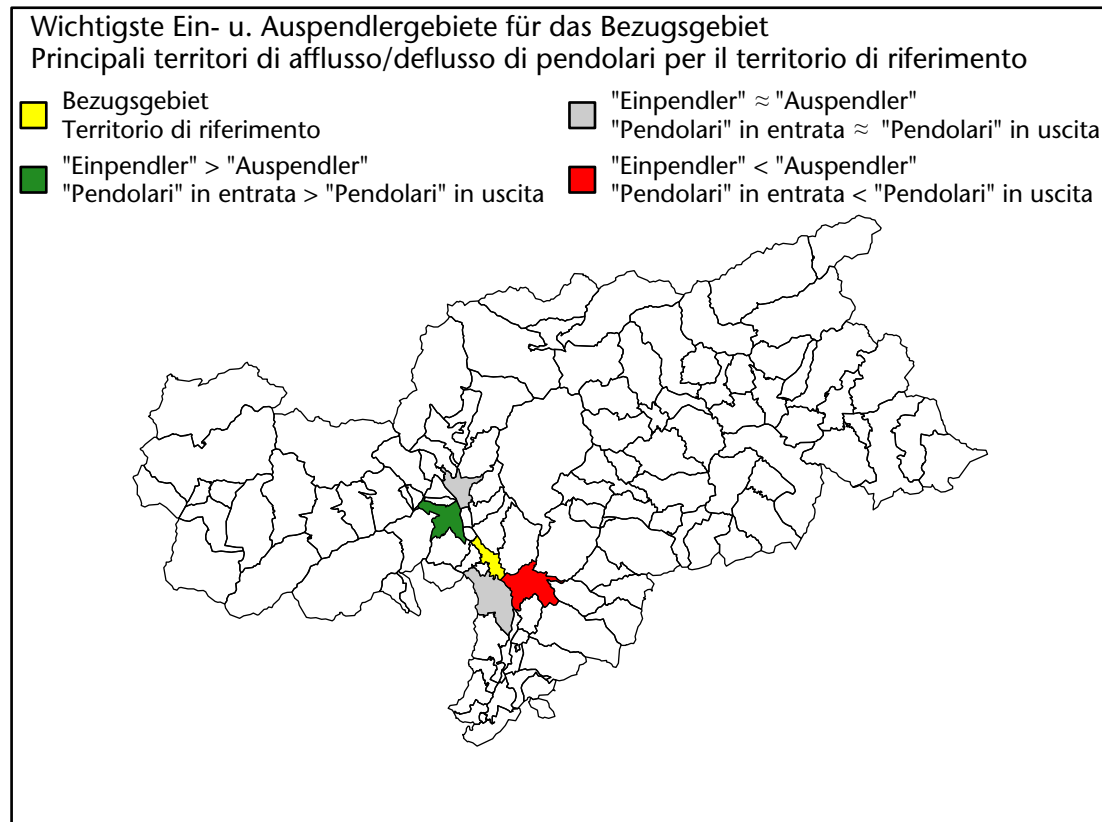 Wichtigste Ein- u. Auspendlergebiete für das Bezugsgebiet
Principali territori di afflusso/deflusso di pendolari per il territorio di riferimento
Bezugsgebiet
Territorio di riferimento
"Einpendler" > "Auspendler"
"Pendolari" in entrata > "Pendolari" in uscita
"Einpendler" ≈ "Auspendler"
"Pendolari" in entrata ≈ "Pendolari" in uscita
"Einpendler" < "Auspendler"
"Pendolari" in entrata < "Pendolari" in uscita